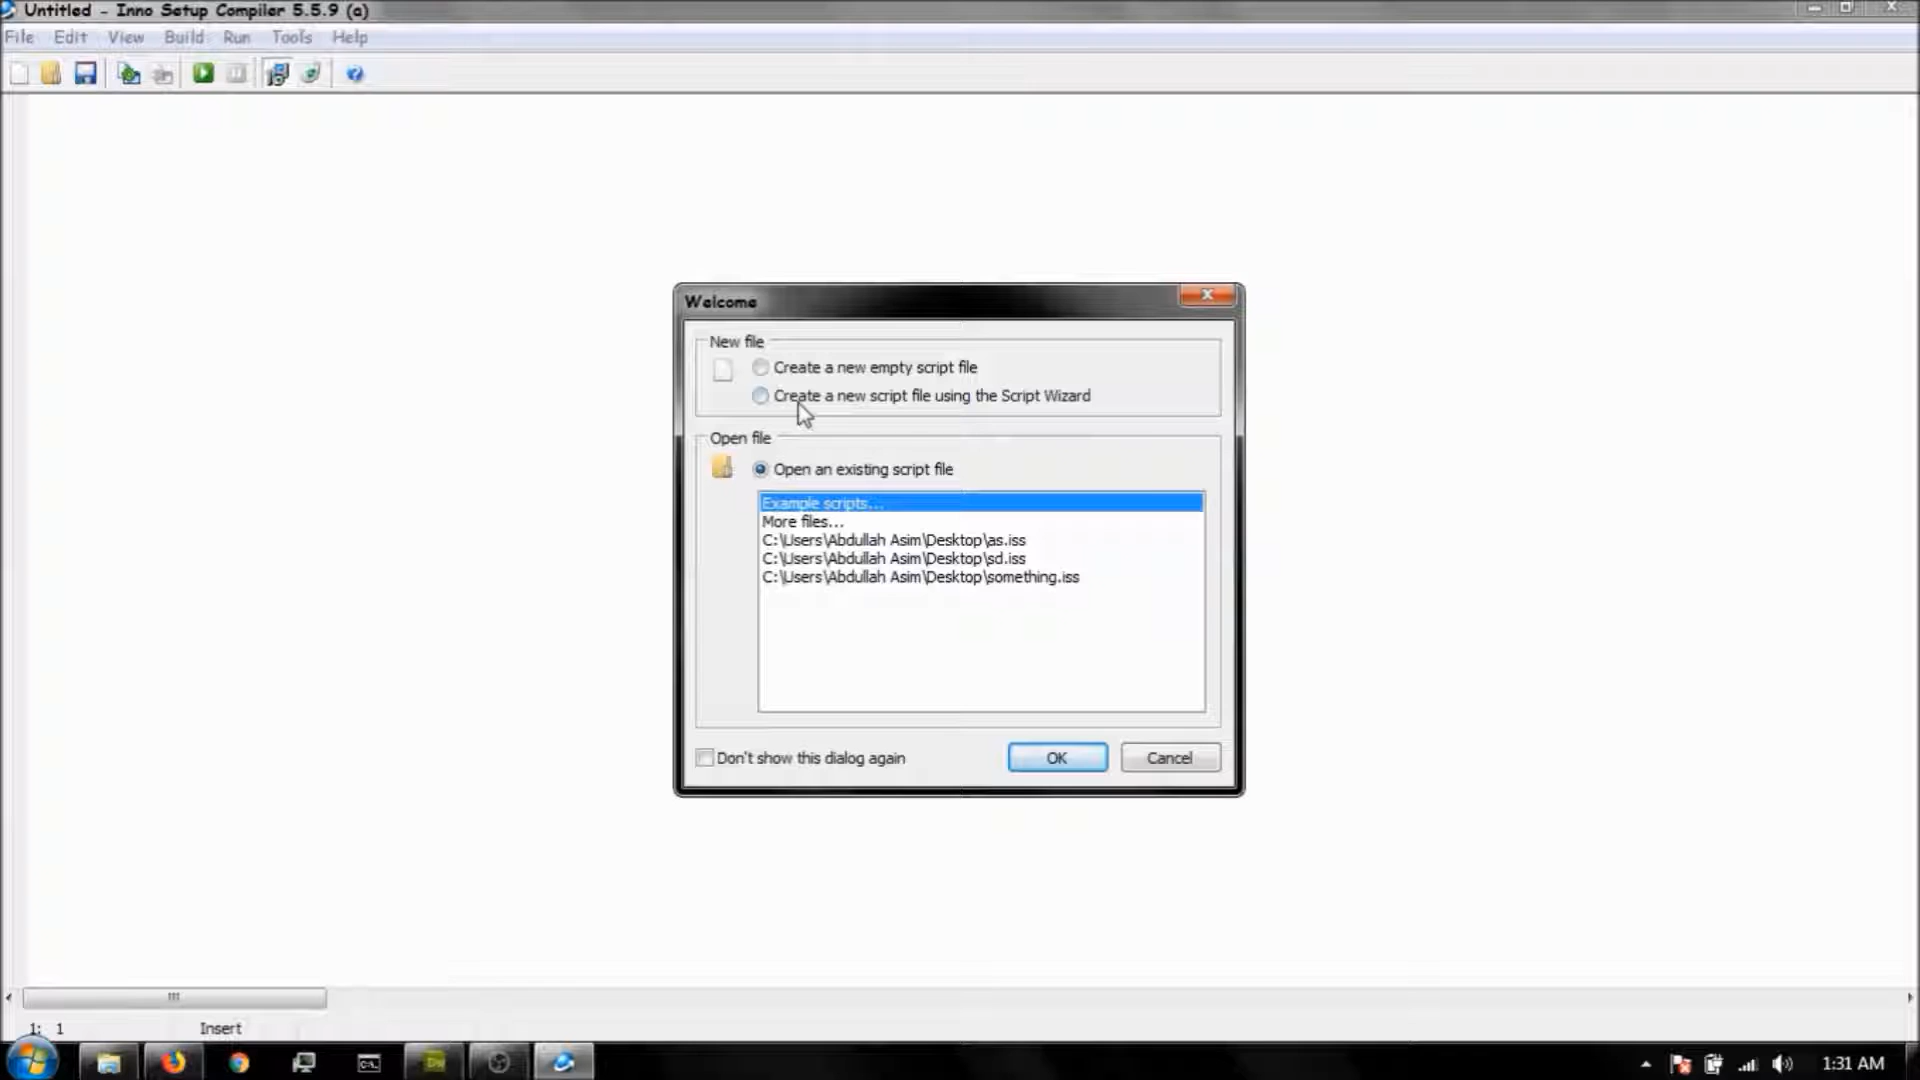 Untitled - Inno Setup Compiler 5.5.9 (a)
File Edit View Build Run Tools Help
Welcome
New file
Create a new empty script file
Create a new script file using the Script Wizard
Open file
Open an existing script file
Example scripts...
More files...
C:\Users\Abdullah Asim\Desktop\as.iss
C:\Users\Abdullah Asim\Desktop\sd.iss
C:\Users\Abdullah Asim\Desktop\something.iss
Don't show this dialog again
OK
Cancel
1: 1
Insert
Dw
C:\_
1:31 AM